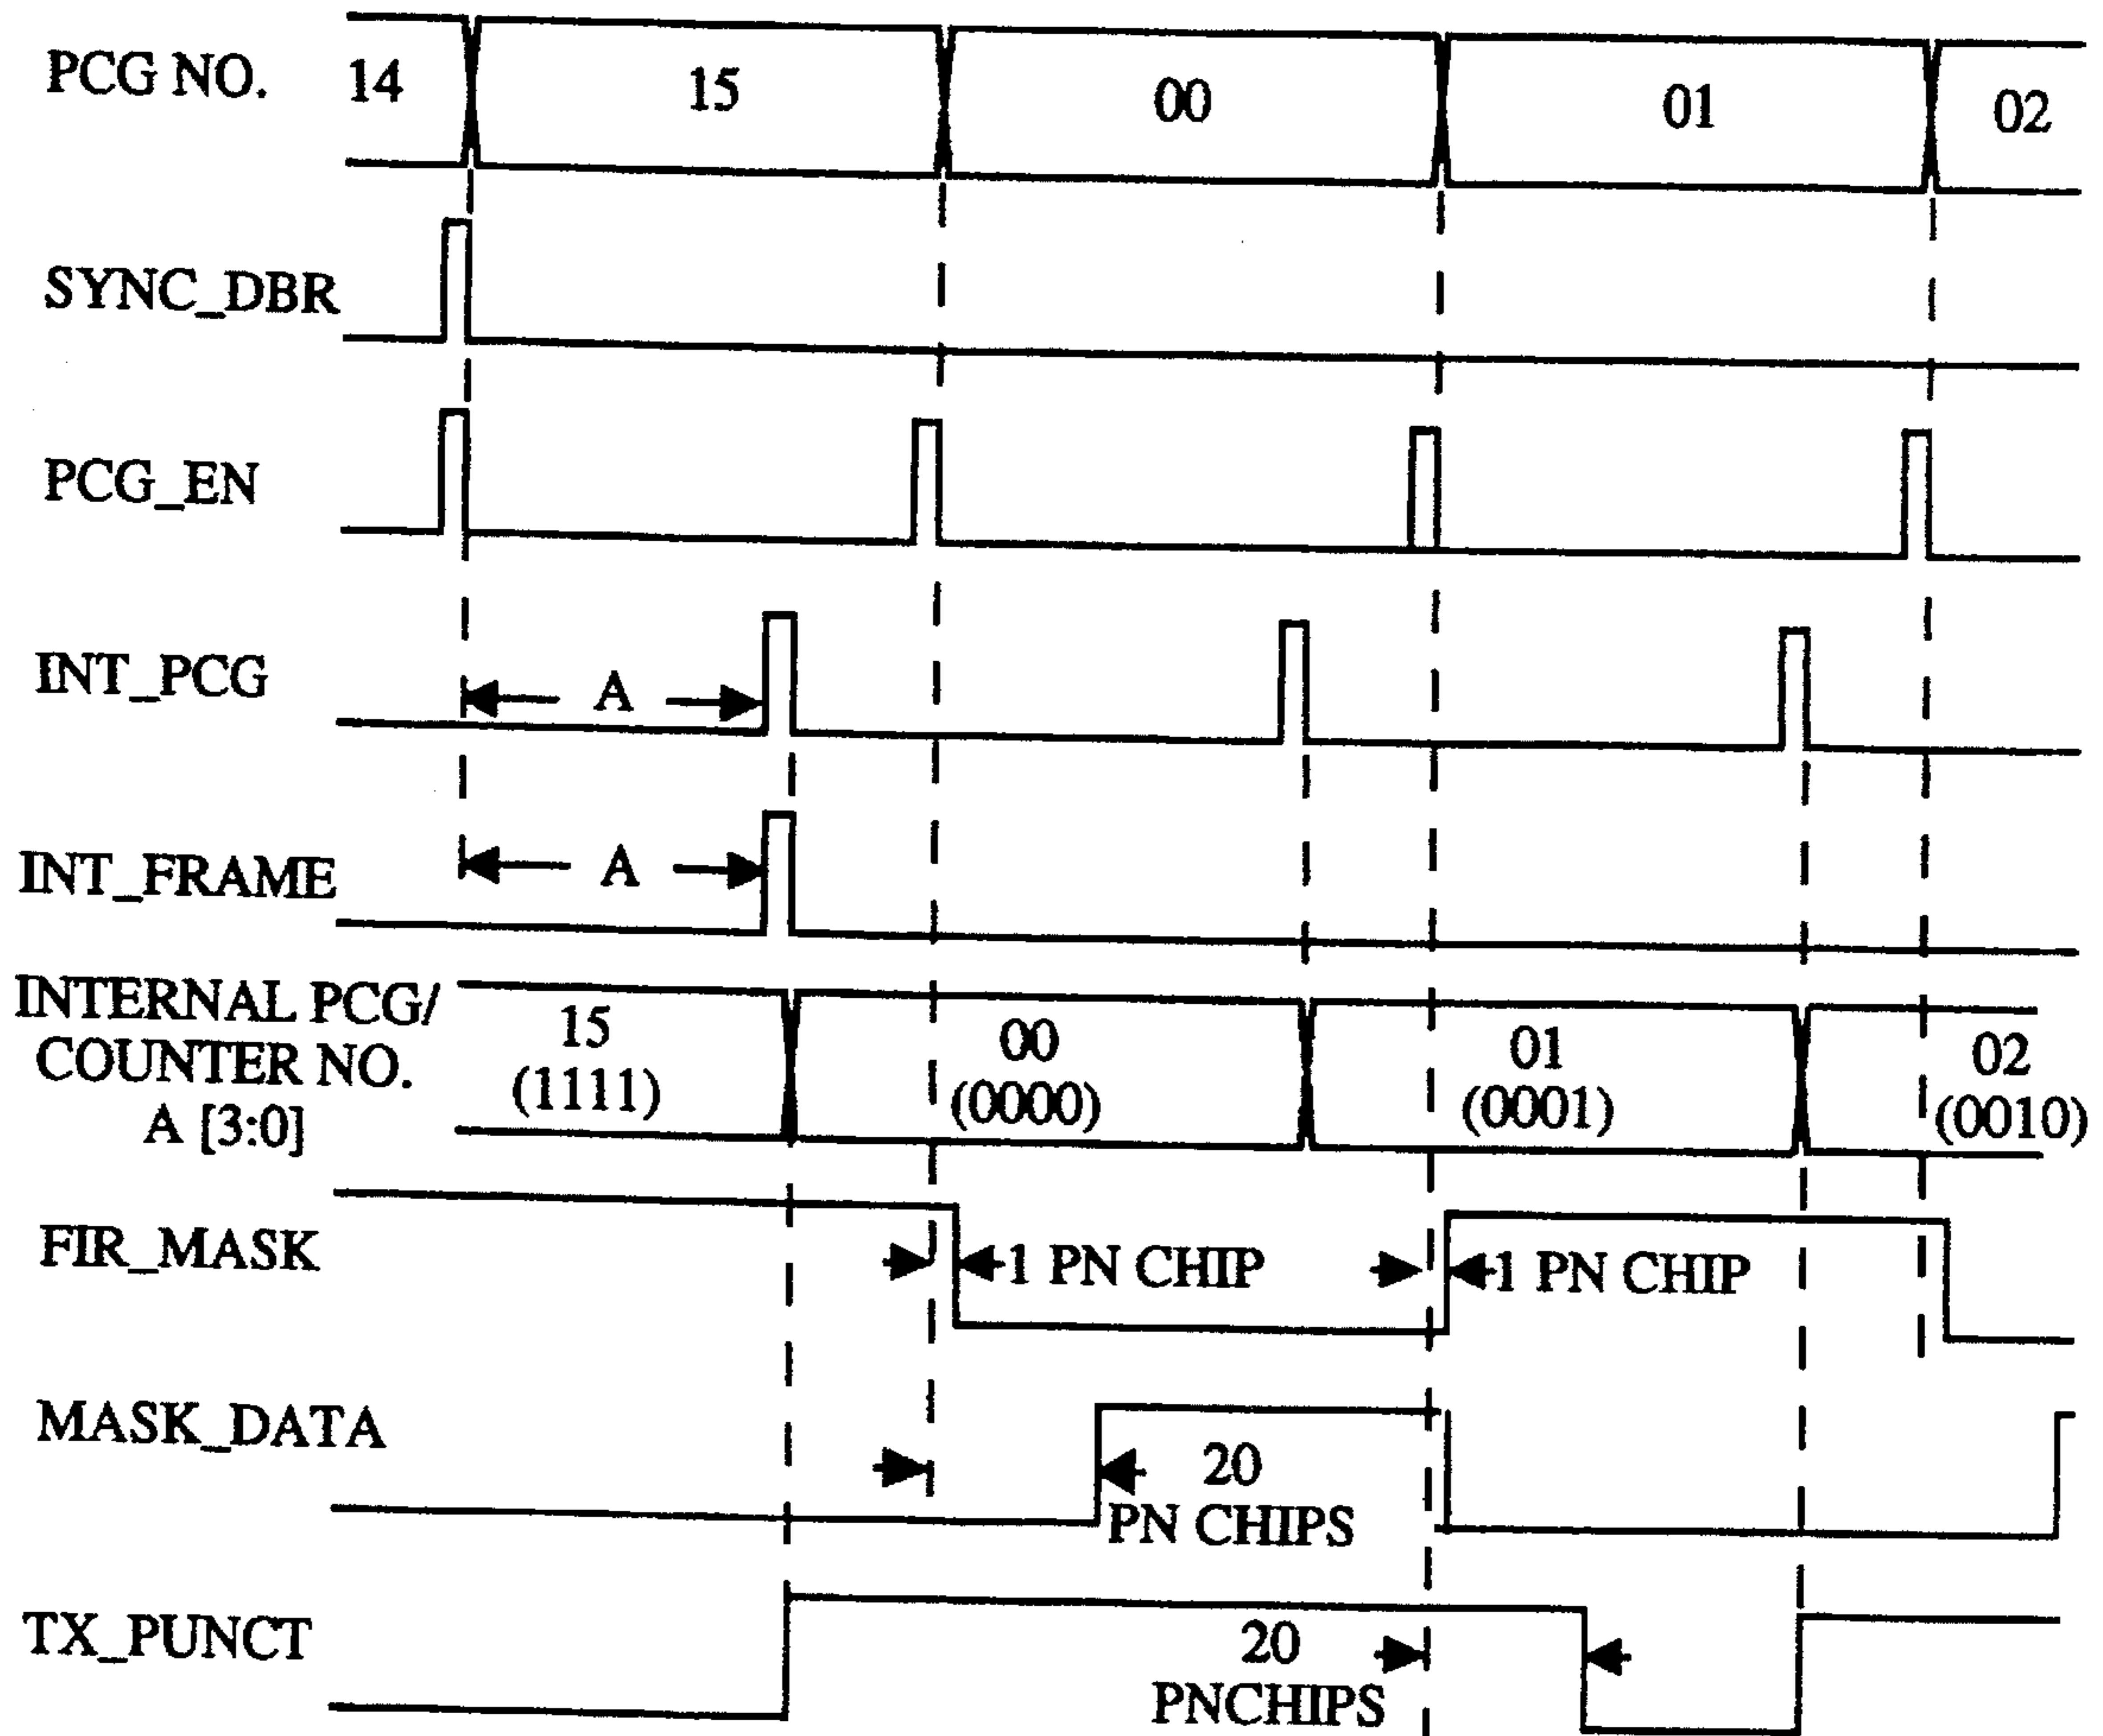 PCG NO. 14 15 00 01 02
SYNC_DBR
PCG_EN
INT_PCG A
INT_FRAME A
INTERNAL PCG/
COUNTER NO.
A [3:0]
15
(1111)
00
(0000)
01
(0001)
02
(0010)
FIR_MASK 1 PN CHIP 1 PN CHIP
MASK_DATA
20
PN CHIPS
TX_PUNCT
20
PNCHIPS